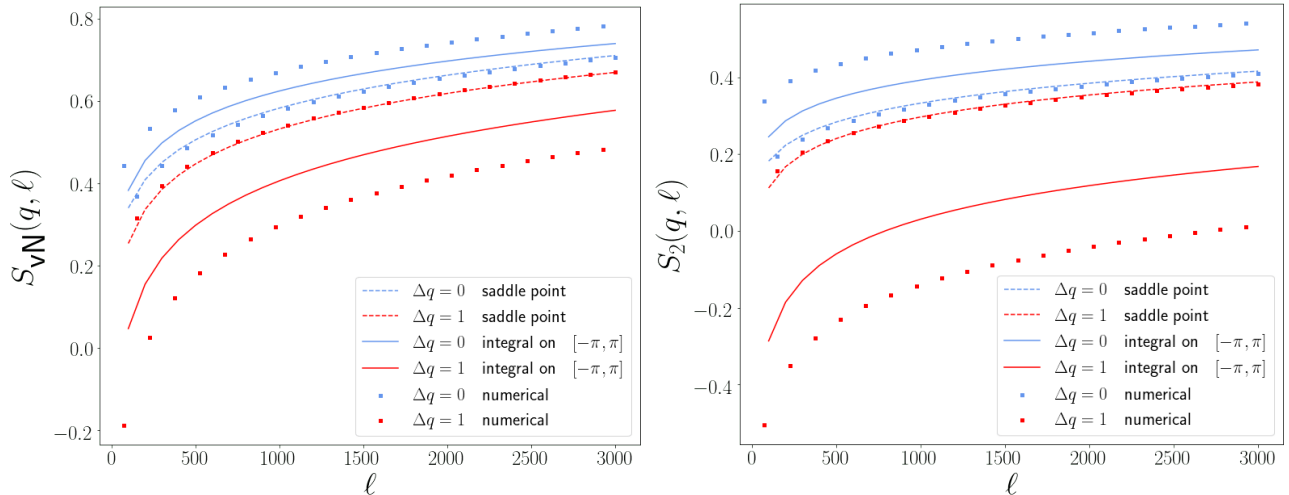 0.8
0.6
0.4
0.2
0.0
−0.2
S_vN(q, ℓ)
0 500 1000 1500 2000 2500 3000
ℓ
Δq = 0 saddle point
Δq = 1 saddle point
Δq = 0 integral on [−π, π]
Δq = 1 integral on [−π, π]
Δq = 0 numerical
Δq = 1 numerical
0.4
0.2
0.0
−0.2
−0.4
S₂(q, ℓ)
0 500 1000 1500 2000 2500 3000
ℓ
Δq = 0 saddle point
Δq = 1 saddle point
Δq = 0 integral on [−π, π]
Δq = 1 integral on [−π, π]
Δq = 0 numerical
Δq = 1 numerical